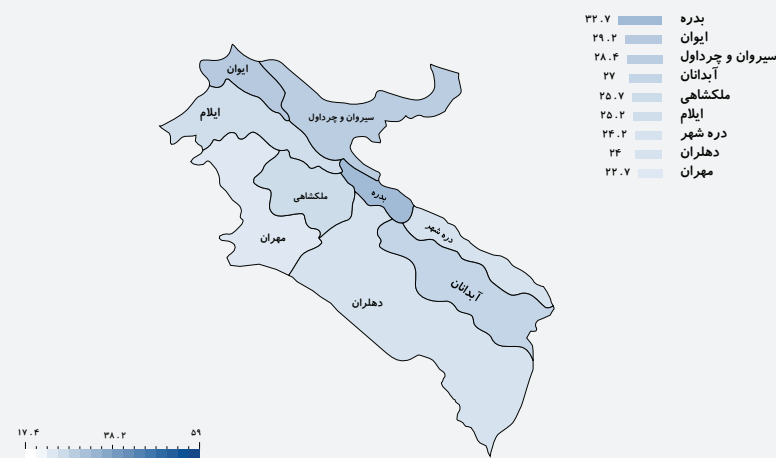 بدره ۳۲.۷
ایوان ۲۹.۲
سیروان و چرداول ۲۸.۴
آبدانان ۲۷
ملکشاهی ۲۵.۷
ایلام ۲۵.۲
دره شهر ۲۴.۲
دهلران ۲۴
مهران ۲۲.۷
ایوان
ایلام
سیروان و چرداول
ملکشاهی
بدره
مهران
دره شهر
آبدانان
دهلران
۱۷.۴ ۳۸.۲ ۵۹